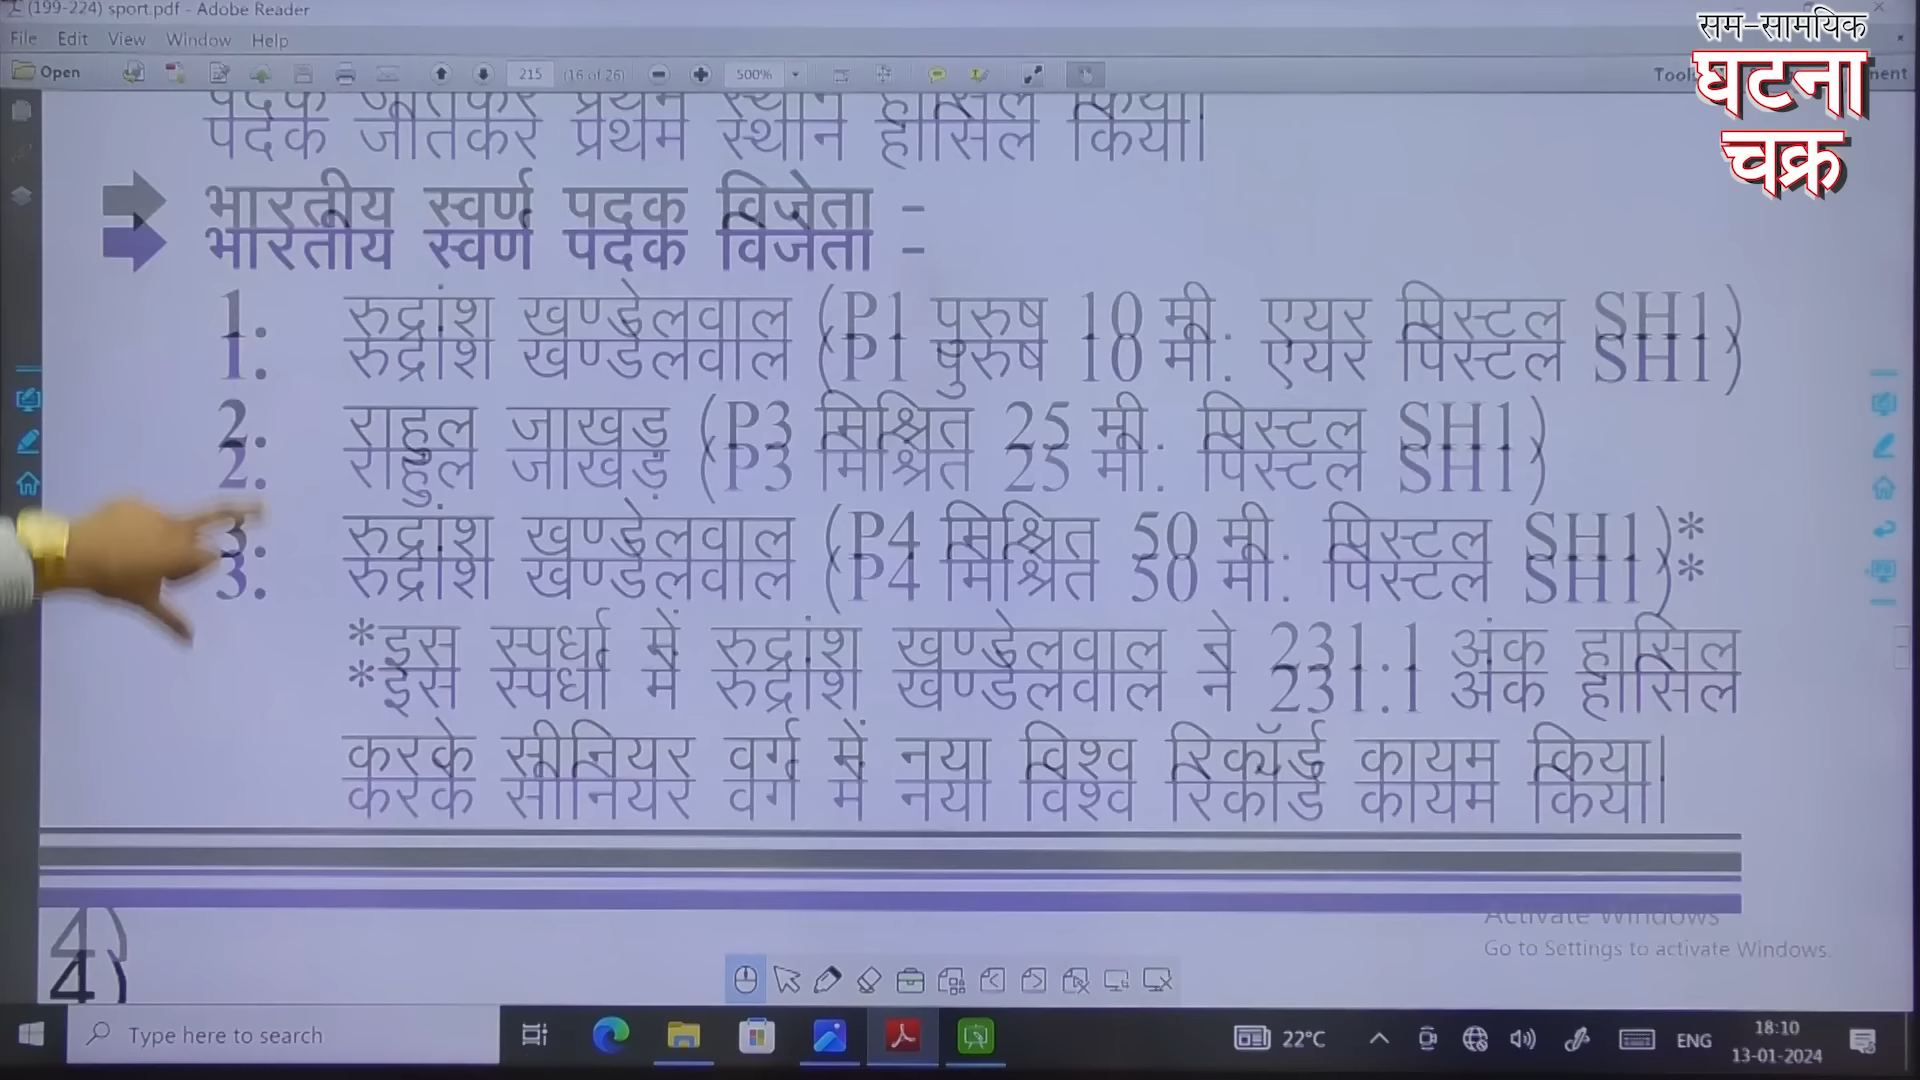 (199-224) sport.pdf - Adobe Reader
File Edit View Window Help
Open 215 (16 of 26) 500%
सम-सामयिक
घटना
चक्र
पदक जीतकर प्रथम स्थान हासिल किया।
भारतीय स्वर्ण पदक विजेता -
1. रुद्रांश खण्डेलवाल (P1 पुरुष 10 मी. एयर पिस्टल SH1)
2. राहुल जाखड़ (P3 मिश्रित 25 मी. पिस्टल SH1)
3. रुद्रांश खण्डेलवाल (P4 मिश्रित 50 मी. पिस्टल SH1)*
*इस स्पर्धा में रुद्रांश खण्डेलवाल ने 231.1 अंक हासिल
करके सीनियर वर्ग में नया विश्व रिकॉर्ड कायम किया।
4)
Activate Windows
Go to Settings to activate Windows.
Type here to search
22°C
ENG
18:10
13-01-2024